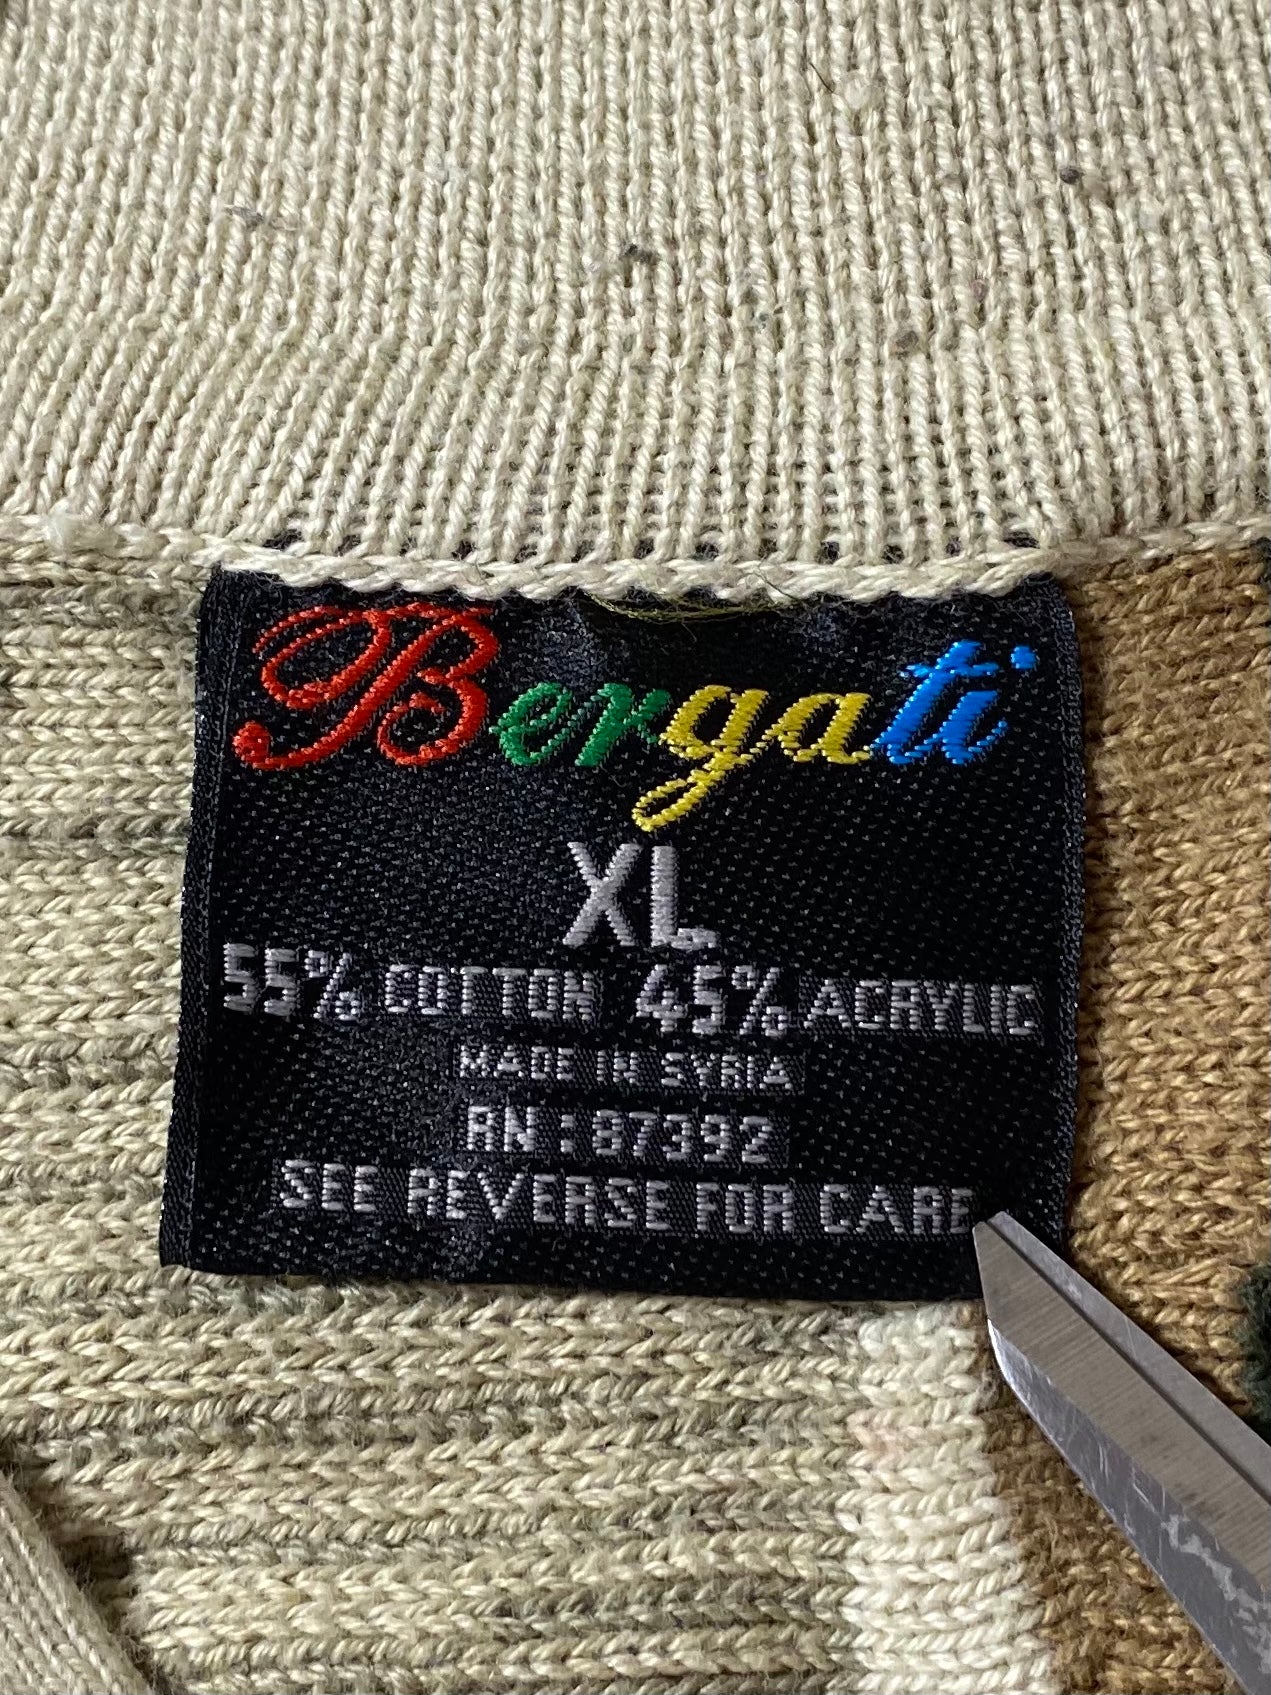 Bergati
XL
55% COTTON 45% ACRYLIC
MADE IN SYRIA
RN : 87392
SEE REVERSE FOR CARE